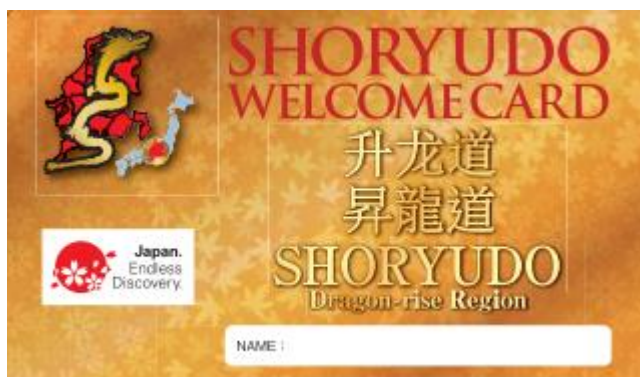 SHORYUDO
WELCOME CARD
升龙道
昇龍道
SHORYUDO
Dragon-rise Region
Japan.
Endless
Discovery.
NAME :